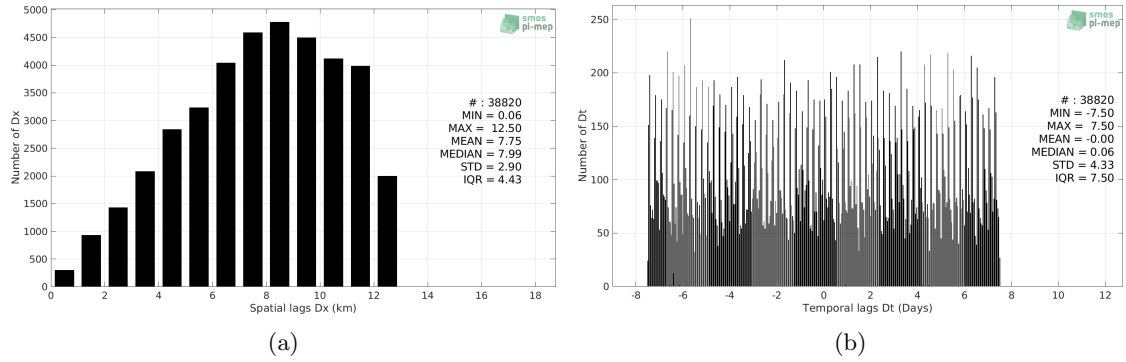 smos
pi-mep
5000
4500
4000
3500
3000
2500
2000
1500
1000
500
0
Number of Dx
# : 38820
MIN = 0.06
MAX = 12.50
MEAN = 7.75
MEDIAN = 7.99
STD = 2.90
IQR = 4.43
0 2 4 6 8 10 12 14 16 18
Spatial lags Dx (km)
(a)
smos
pi-mep
250
200
150
100
50
0
Number of Dt
# : 38820
MIN = -7.50
MAX = 7.50
MEAN = -0.00
MEDIAN = 0.06
STD = 4.33
IQR = 7.50
-8 -6 -4 -2 0 2 4 6 8 10 12
Temporal lags Dt (Days)
(b)